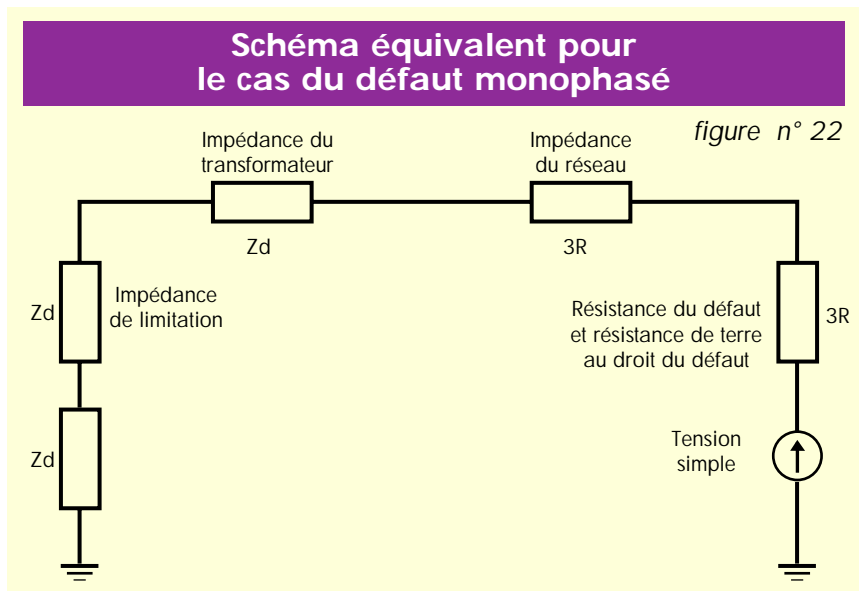 Schéma équivalent pour
le cas du défaut monophasé
figure n° 22
Impédance du
transformateur
Impédance
du réseau
Zd
3R
Zd
Impédance
de limitation
Résistance du défaut
et résistance de terre
au droit du défaut
3R
Zd
Tension
simple